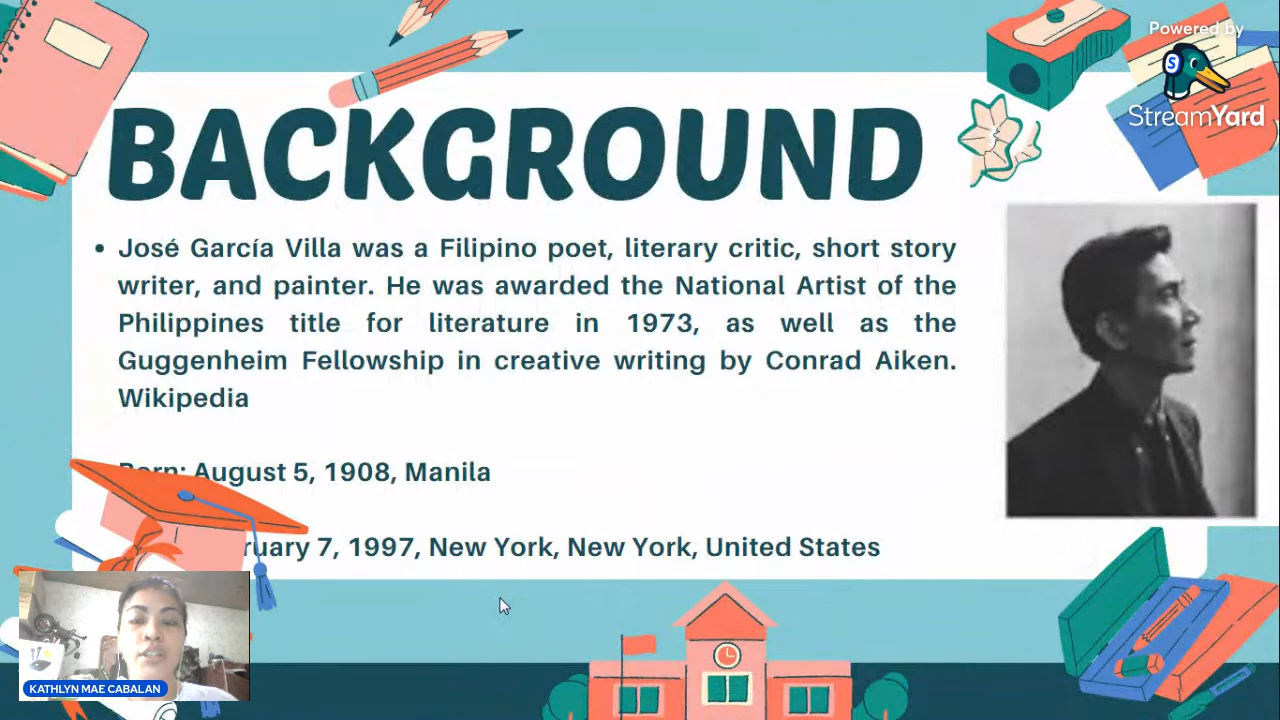 Powered by
StreamYard
BACKGROUND
• José García Villa was a Filipino poet, literary critic, short story
writer, and painter. He was awarded the National Artist of the
Philippines title for literature in 1973, as well as the
Guggenheim Fellowship in creative writing by Conrad Aiken.
Wikipedia
Born: August 5, 1908, Manila
ruary 7, 1997, New York, New York, United States
KATHLYN MAE CABALAN